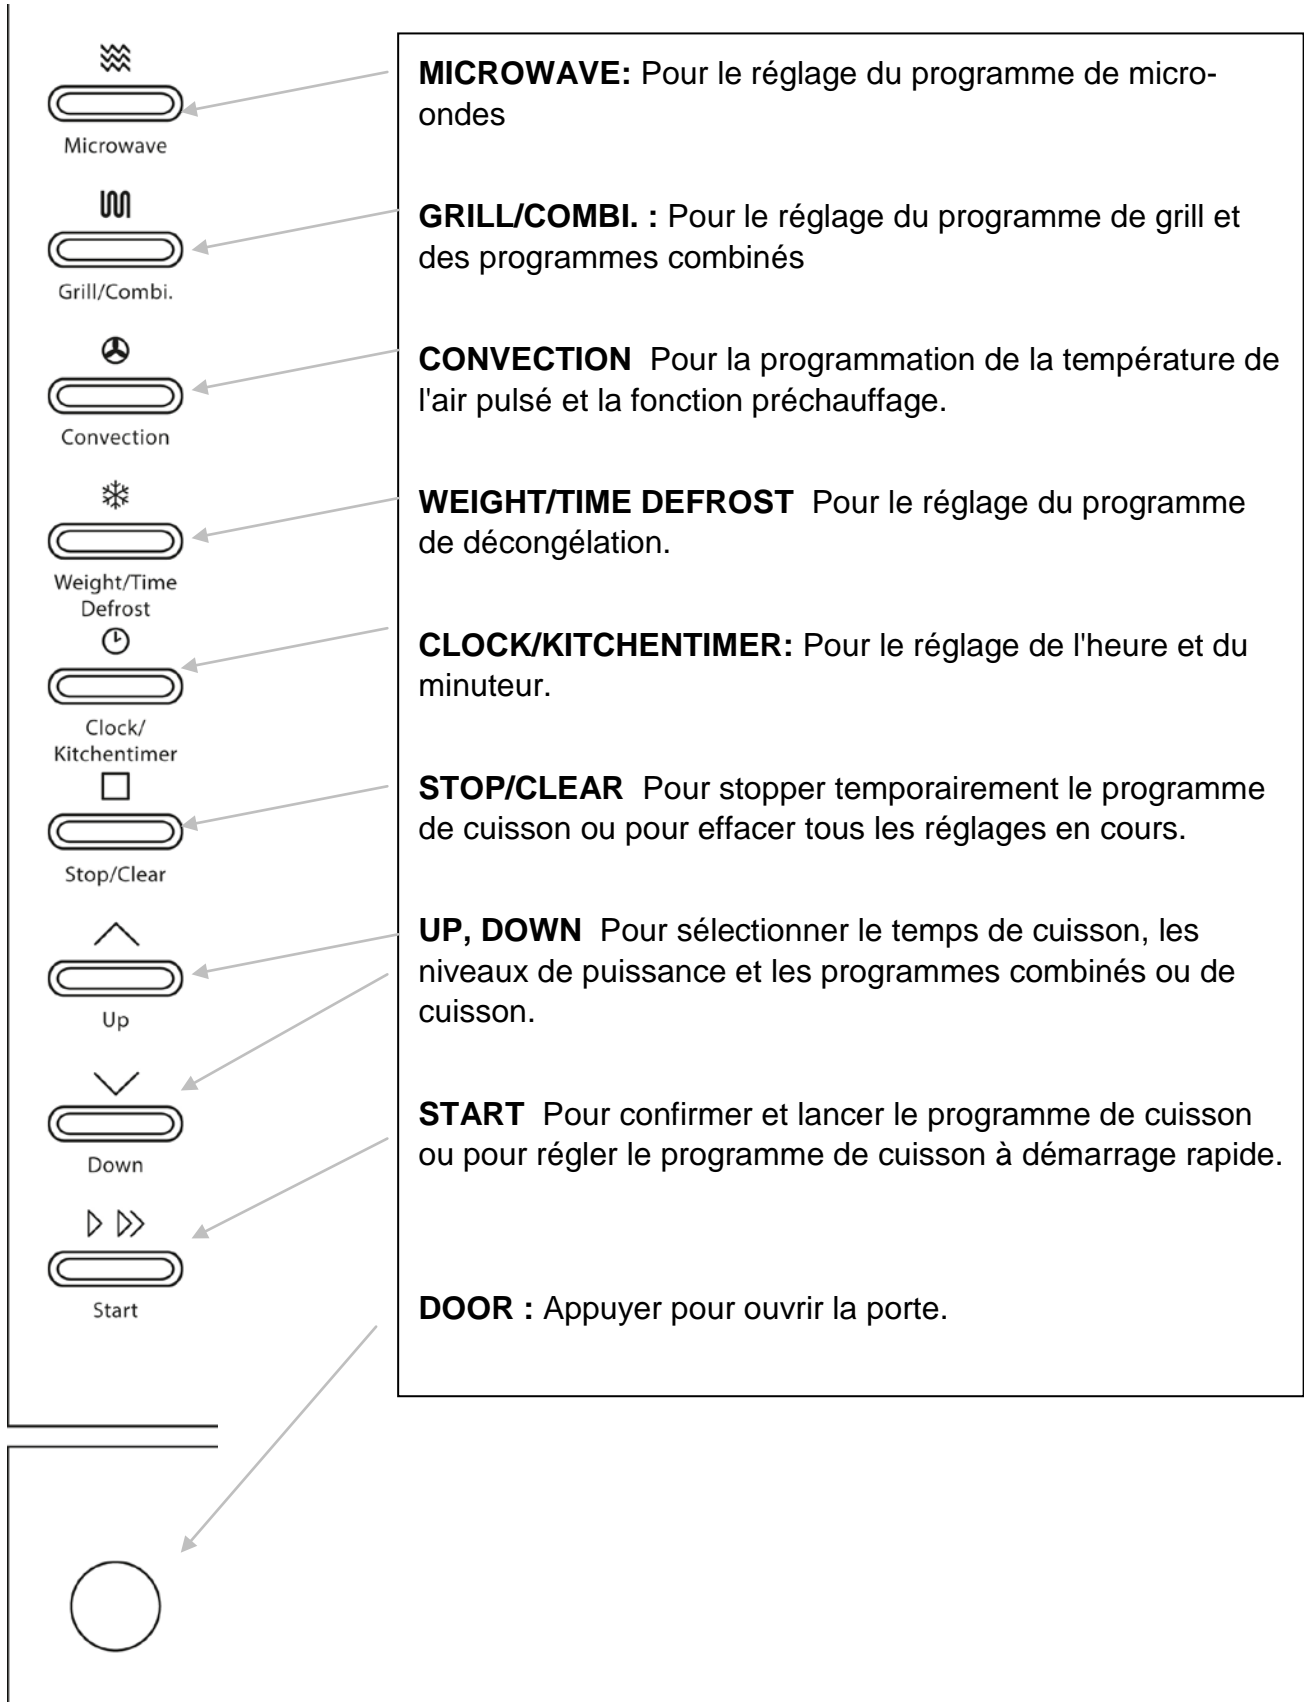 Microwave
Grill/Combi.
Convection
Weight/Time
Defrost
Clock/
Kitchentimer
Stop/Clear
Up
Down
Start
MICROWAVE: Pour le réglage du programme de micro-
ondes
GRILL/COMBI. : Pour le réglage du programme de grill et
des programmes combinés
CONVECTION Pour la programmation de la température de
l'air pulsé et la fonction préchauffage.
WEIGHT/TIME DEFROST Pour le réglage du programme
de décongélation.
CLOCK/KITCHENTIMER: Pour le réglage de l'heure et du
minuteur.
STOP/CLEAR Pour stopper temporairement le programme
de cuisson ou pour effacer tous les réglages en cours.
UP, DOWN Pour sélectionner le temps de cuisson, les
niveaux de puissance et les programmes combinés ou de
cuisson.
START Pour confirmer et lancer le programme de cuisson
ou pour régler le programme de cuisson à démarrage rapide.
DOOR : Appuyer pour ouvrir la porte.